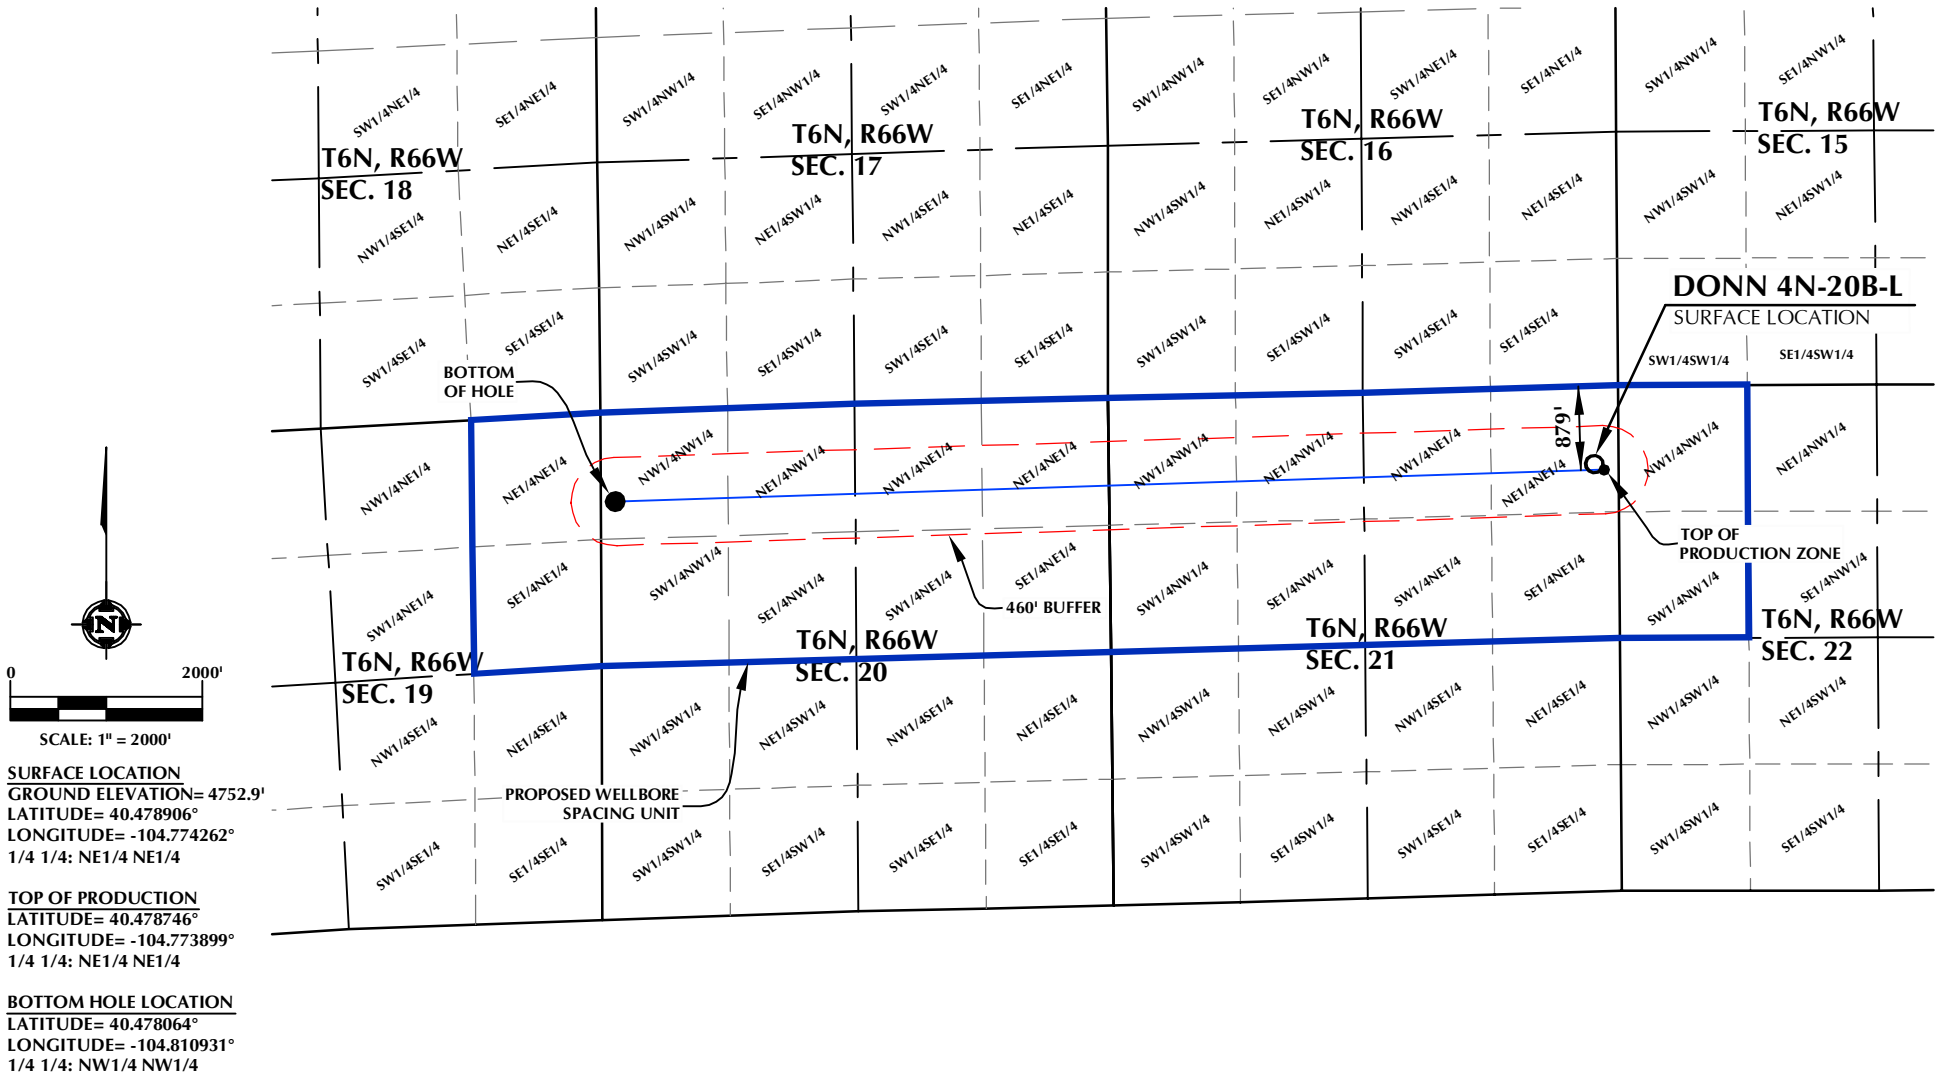 SW1/4NE1/4
SE1/4NE1/4
SW1/4NW1/4
SE1/4NW1/4
SW1/4NE1/4
SE1/4NE1/4
SW1/4NW1/4
SE1/4NW1/4
SW1/4NE1/4
SE1/4NE1/4
SW1/4NW1/4
SE1/4NW1/4
T6N, R66W
SEC. 18
T6N, R66W
SEC. 17
T6N, R66W
SEC. 16
T6N, R66W
SEC. 15
NW1/4SE1/4
NE1/4SE1/4
NW1/4SW1/4
NE1/4SW1/4
NW1/4SE1/4
NE1/4SE1/4
NW1/4SW1/4
NE1/4SW1/4
NW1/4SE1/4
NE1/4SE1/4
NW1/4SW1/4
NE1/4SW1/4
DONN 4N-20B-L
SURFACE LOCATION
SW1/4SE1/4
SE1/4SE1/4
SW1/4SW1/4
SE1/4SW1/4
SW1/4SE1/4
SE1/4SE1/4
SW1/4SW1/4
SE1/4SW1/4
SW1/4SE1/4
SE1/4SE1/4
SW1/4SW1/4
SE1/4SW1/4
BOTTOM
OF HOLE
879'
NW1/4NE1/4
NE1/4NE1/4
NW1/4NW1/4
NE1/4NW1/4
NW1/4NE1/4
NE1/4NE1/4
NW1/4NW1/4
NE1/4NW1/4
NW1/4NE1/4
NE1/4NE1/4
NW1/4NW1/4
NE1/4NW1/4
TOP OF
PRODUCTION ZONE
SW1/4NE1/4
SE1/4NE1/4
SW1/4NW1/4
SE1/4NW1/4
SW1/4NE1/4
SE1/4NE1/4
SW1/4NW1/4
SE1/4NW1/4
SW1/4NE1/4
SE1/4NE1/4
SW1/4NW1/4
SE1/4NW1/4
460' BUFFER
T6N, R66W
SEC. 19
T6N, R66W
SEC. 20
T6N, R66W
SEC. 21
T6N, R66W
SEC. 22
NW1/4SE1/4
NE1/4SE1/4
NW1/4SW1/4
NE1/4SW1/4
NW1/4SE1/4
NE1/4SE1/4
NW1/4SW1/4
NE1/4SW1/4
NW1/4SE1/4
NE1/4SE1/4
NW1/4SW1/4
NE1/4SW1/4
PROPOSED WELLBORE
SPACING UNIT
SW1/4SE1/4
SE1/4SE1/4
SW1/4SW1/4
SE1/4SW1/4
SW1/4SE1/4
SE1/4SE1/4
SW1/4SW1/4
SE1/4SW1/4
SW1/4SE1/4
SE1/4SE1/4
SW1/4SW1/4
SE1/4SW1/4
N
0 2000'
SCALE: 1" = 2000'
SURFACE LOCATION
GROUND ELEVATION= 4752.9'
LATITUDE= 40.478906°
LONGITUDE= -104.774262°
1/4 1/4: NE1/4 NE1/4
TOP OF PRODUCTION
LATITUDE= 40.478746°
LONGITUDE= -104.773899°
1/4 1/4: NE1/4 NE1/4
BOTTOM HOLE LOCATION
LATITUDE= 40.478064°
LONGITUDE= -104.810931°
1/4 1/4: NW1/4 NW1/4